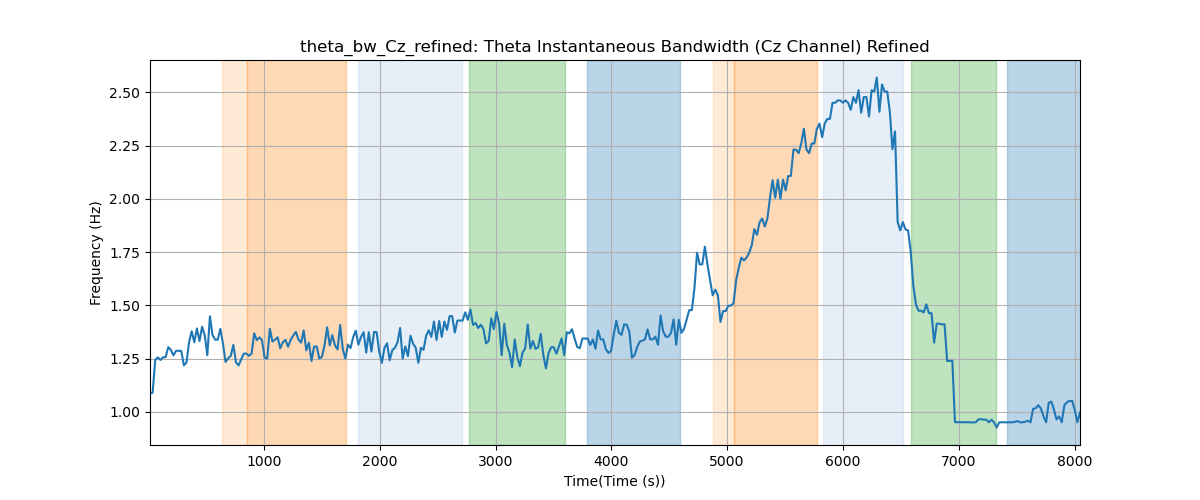 theta_bw_Cz_refined: Theta Instantaneous Bandwidth (Cz Channel) Refined
Frequency (Hz)
2.50
2.25
2.00
1.75
1.50
1.25
1.00
1000 2000 3000 4000 5000 6000 7000 8000
Time(Time (s))